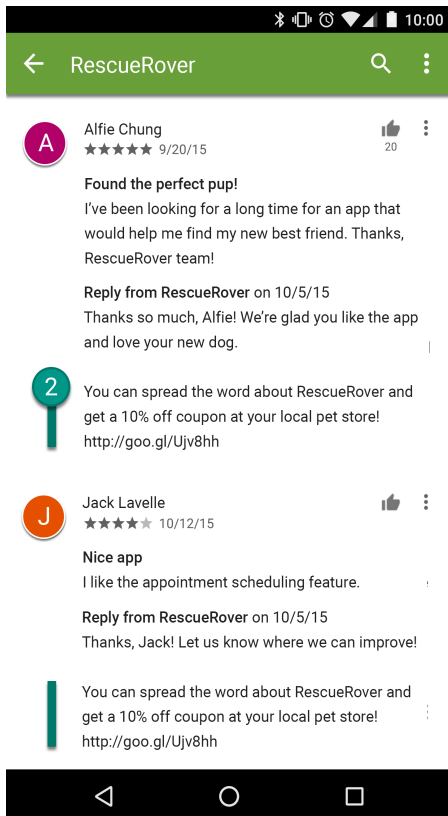 10:00
RescueRover
A
Alfie Chung
★★★★★ 9/20/15
20
Found the perfect pup!
I've been looking for a long time for an app that
would help me find my new best friend. Thanks,
RescueRover team!
Reply from RescueRover on 10/5/15
Thanks so much, Alfie! We're glad you like the app
and love your new dog.
2
You can spread the word about RescueRover and
get a 10% off coupon at your local pet store!
http://goo.gl/Ujv8hh
J
Jack Lavelle
★★★★★ 10/12/15
Nice app
I like the appointment scheduling feature.
Reply from RescueRover on 10/5/15
Thanks, Jack! Let us know where we can improve!
You can spread the word about RescueRover and
get a 10% off coupon at your local pet store!
http://goo.gl/Ujv8hh